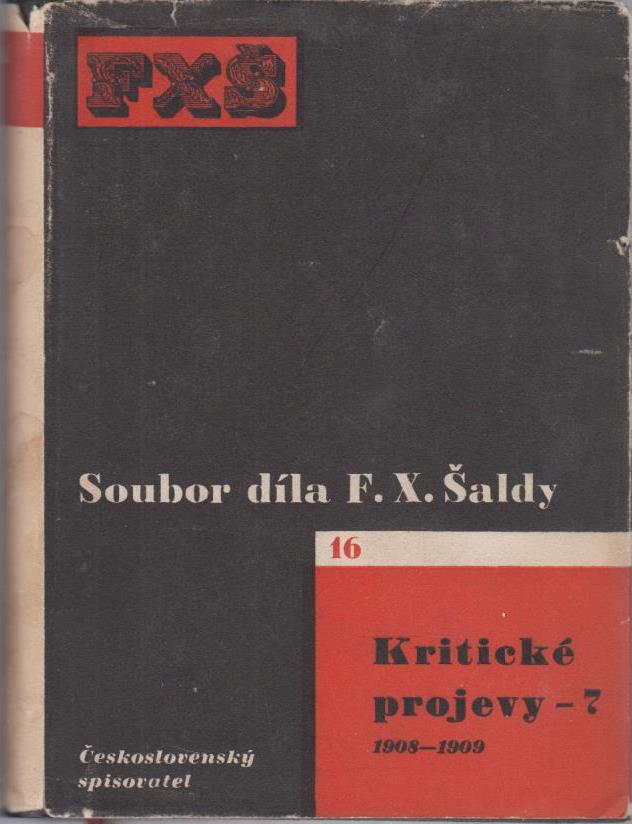 FXŠ
Soubor díla F. X. Šaldy
16
Kritické
projevy – 7
1908—1909
Československý
spisovatel